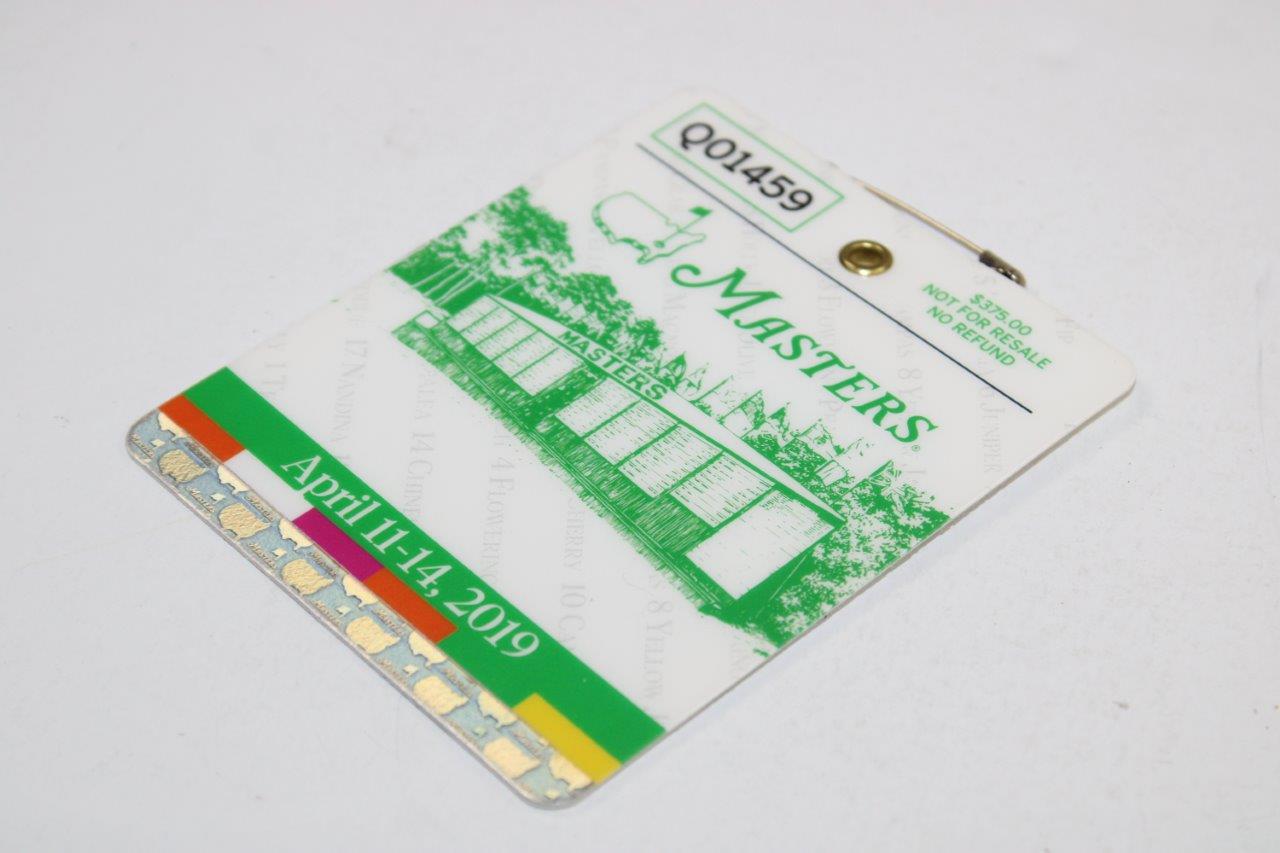 Q01459
$375.00
NOT FOR RESALE
NO REFUND
MASTERS®
MASTERS
April 11-14, 2019